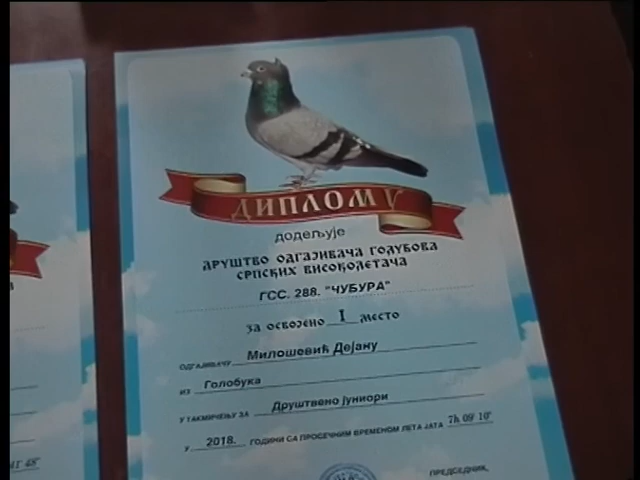 ДИПЛОМУ
додељује
ДРУШТВО ОДГАЈИВАЧА ГОЛУБОВА
СРПСКИХ ВИСОКОЛЕТАЧА
ГСС. 288. "ЧУБУРА"
ЗА ОСВОЈЕНО I МЕСТО
ОДГАЈИВАЧУ Милошевић Дејану
ИЗ Голобука
У ТАКМИЧЕЊУ ЗА Друштвено јуниори
У 2018. ГОДИНИ СА ПРОСЕЧНИМ ВРЕМЕНОМ ЛЕТА ЈАТА 7h 09' 10"
ПРЕДСЕДНИК,
48"